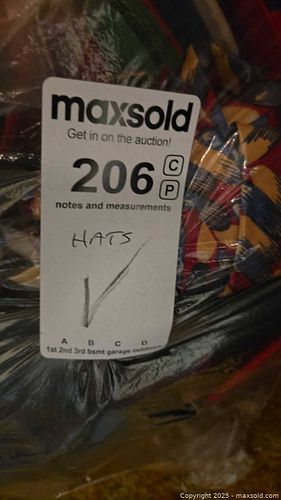 maxsold
Get in on the auction!
206 C
P
notes and measurements
HATS
A B C D
1st 2nd 3rd bsmt garage outdoors
Copyright © 2025 - maxsold.com